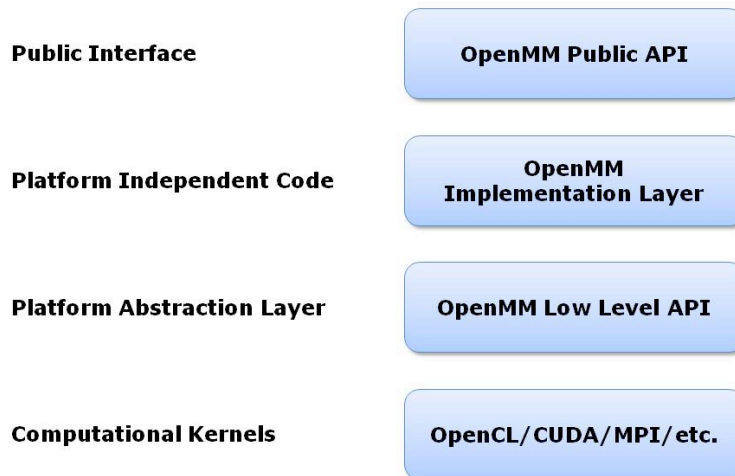 Public Interface
OpenMM Public API
Platform Independent Code
OpenMM
Implementation Layer
Platform Abstraction Layer
OpenMM Low Level API
Computational Kernels
OpenCL/CUDA/MPI/etc.